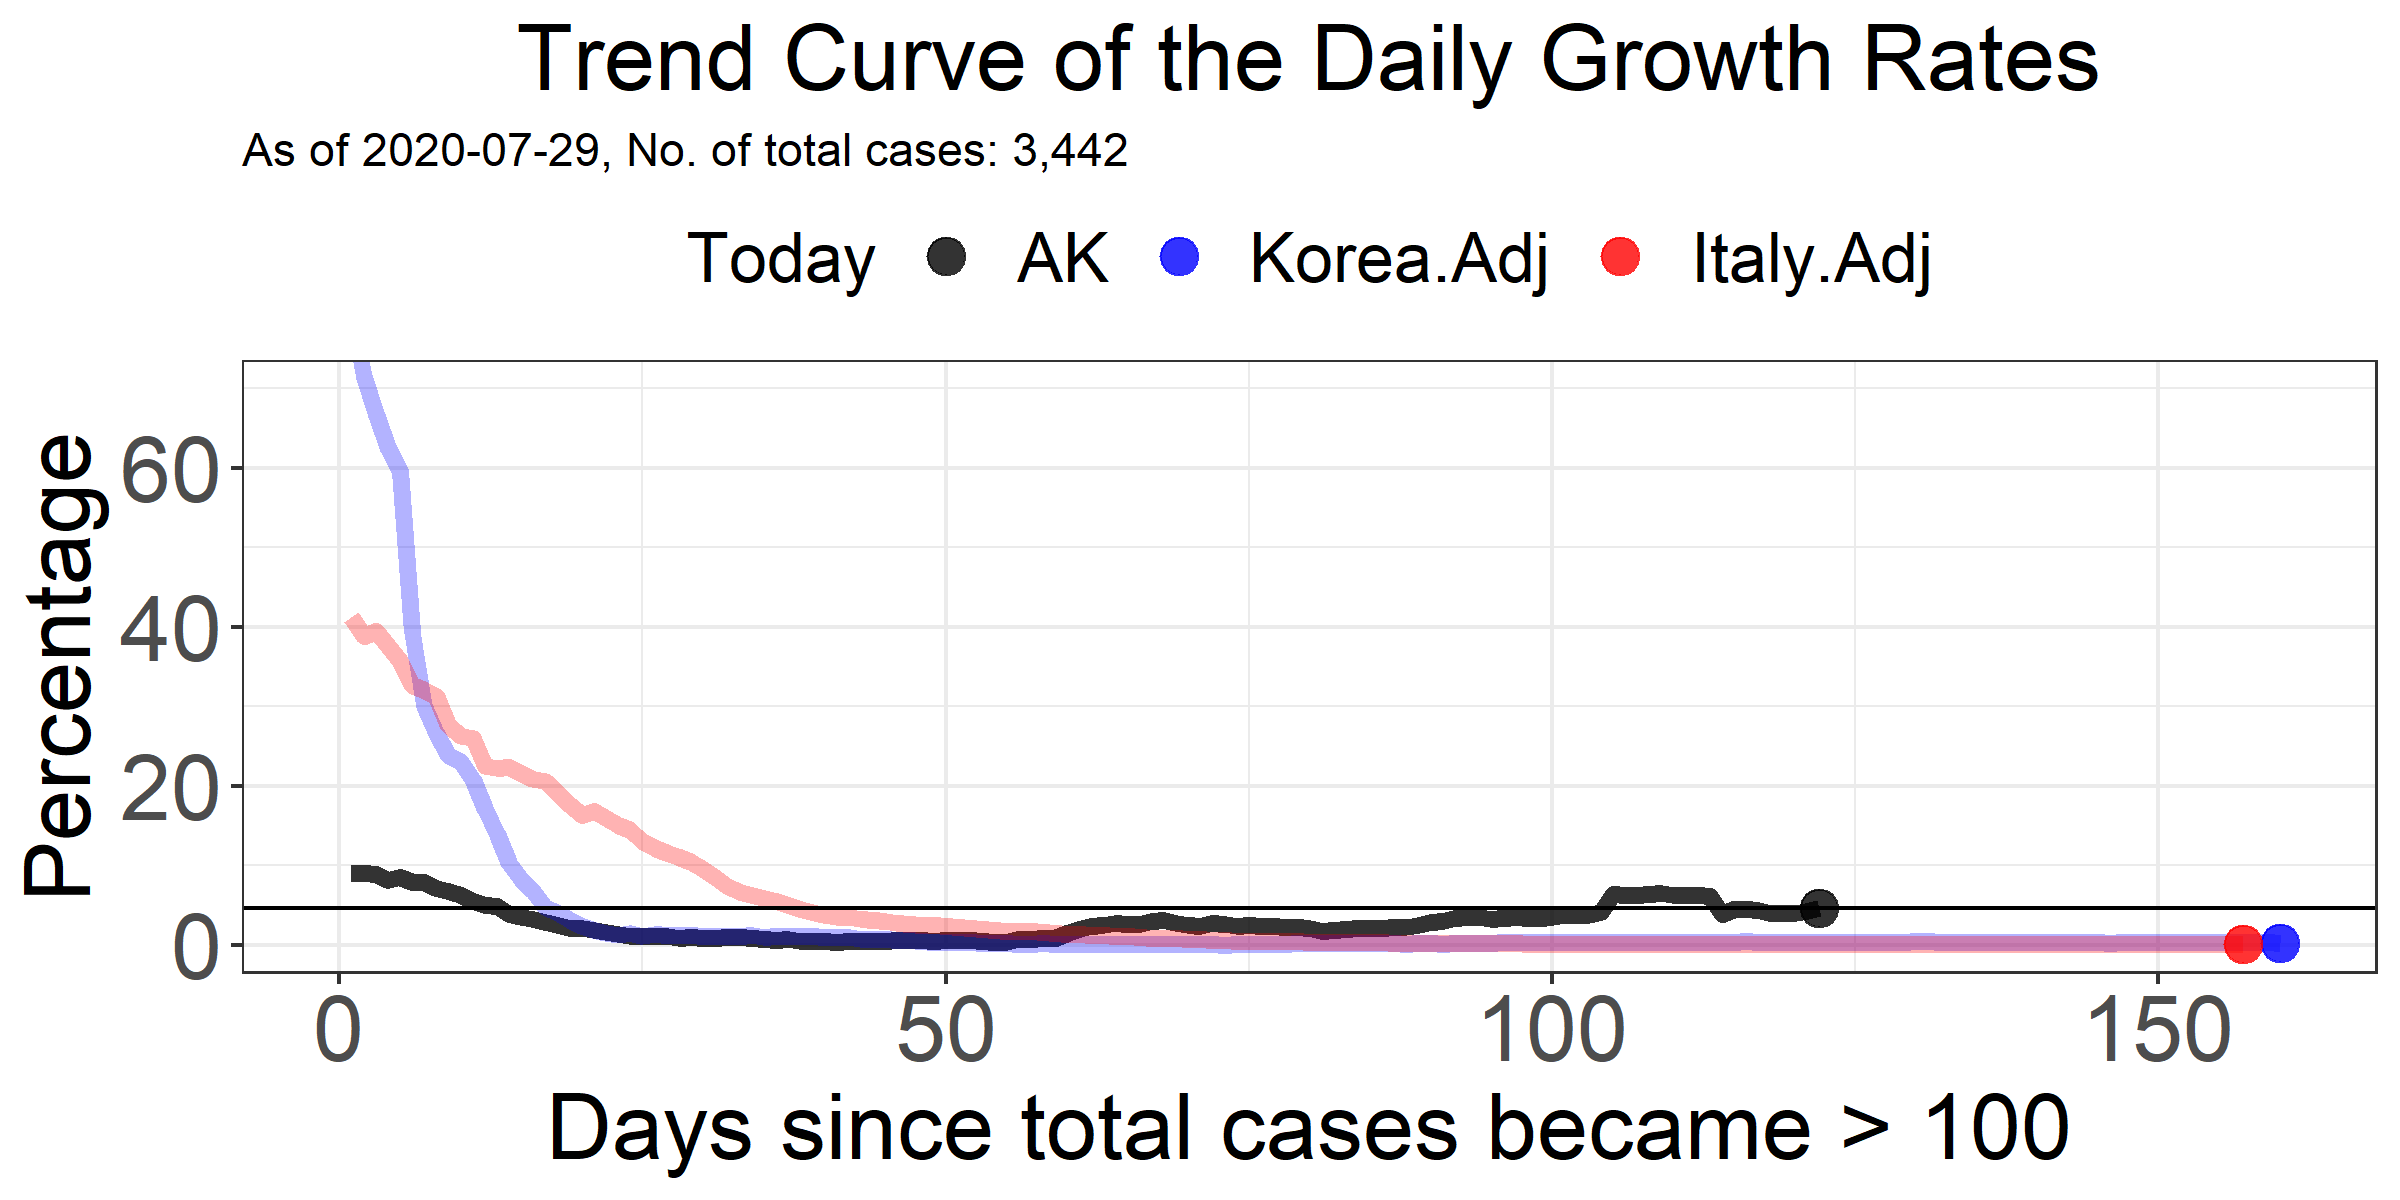 Trend Curve of the Daily Growth Rates
As of 2020-07-29, No. of total cases: 3,442
Today AK Korea.Adj Italy.Adj
Percentage
60
40
20
0
0 50 100 150
Days since total cases became > 100